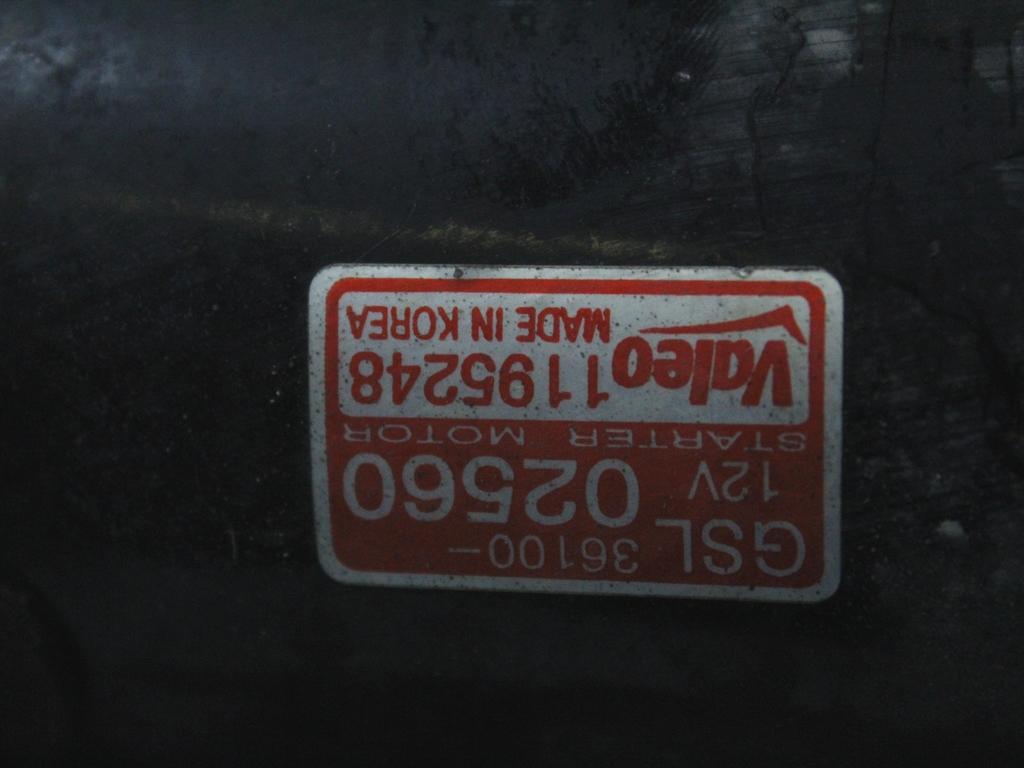 GSL 36100-
12V 02560
STARTER MOTOR
Valeo 1195248
MADE IN KOREA